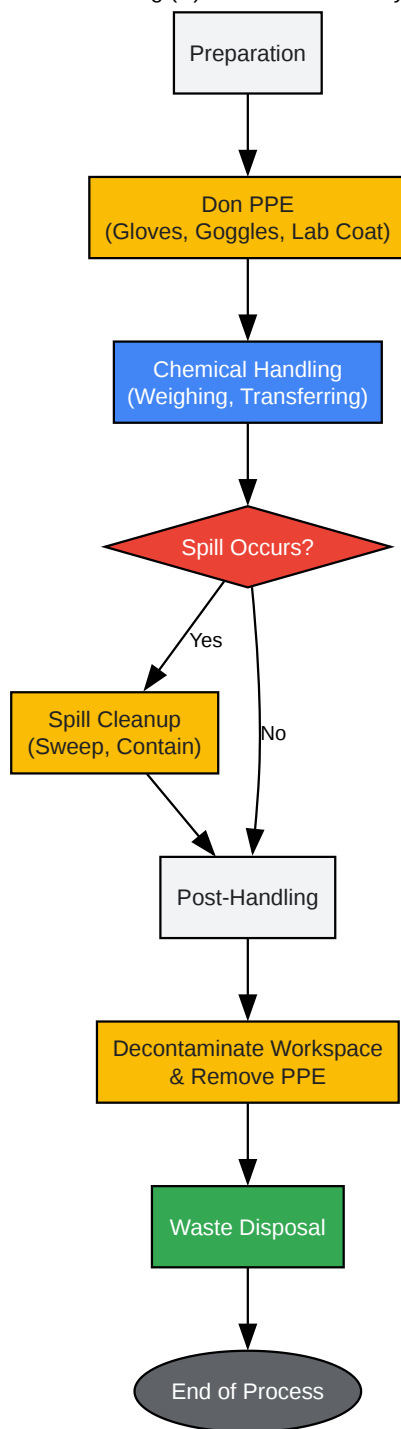 Preparation
Don PPE
(Gloves, Goggles, Lab Coat)
Chemical Handling
(Weighing, Transferring)
Spill Occurs?
Yes
Spill Cleanup
(Sweep, Contain)
No
Post-Handling
Decontaminate Workspace
& Remove PPE
Waste Disposal
End of Process